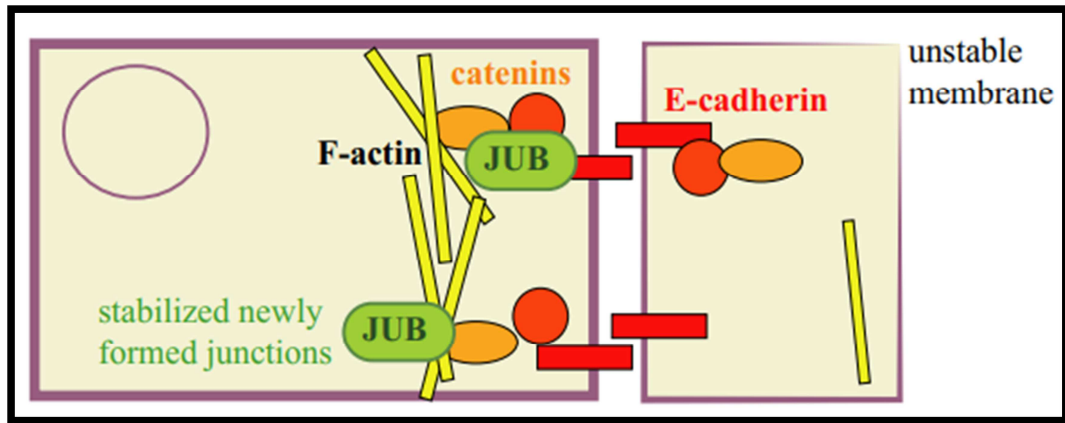 catenins
E-cadherin
unstable
membrane
F-actin
JUB
stabilized newly
formed junctions
JUB